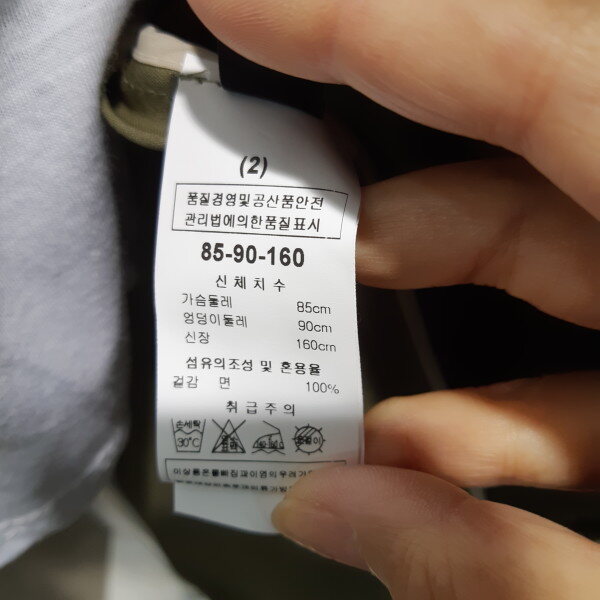 (2)
품질경영및공산품안전
관리법에의한품질표시
85-90-160
신체치수
가슴둘레 85cm
엉덩이둘레 90cm
신장 160cm
섬유의조성 및 혼용율
겉감 면 100%
취급주의
손세탁
30℃